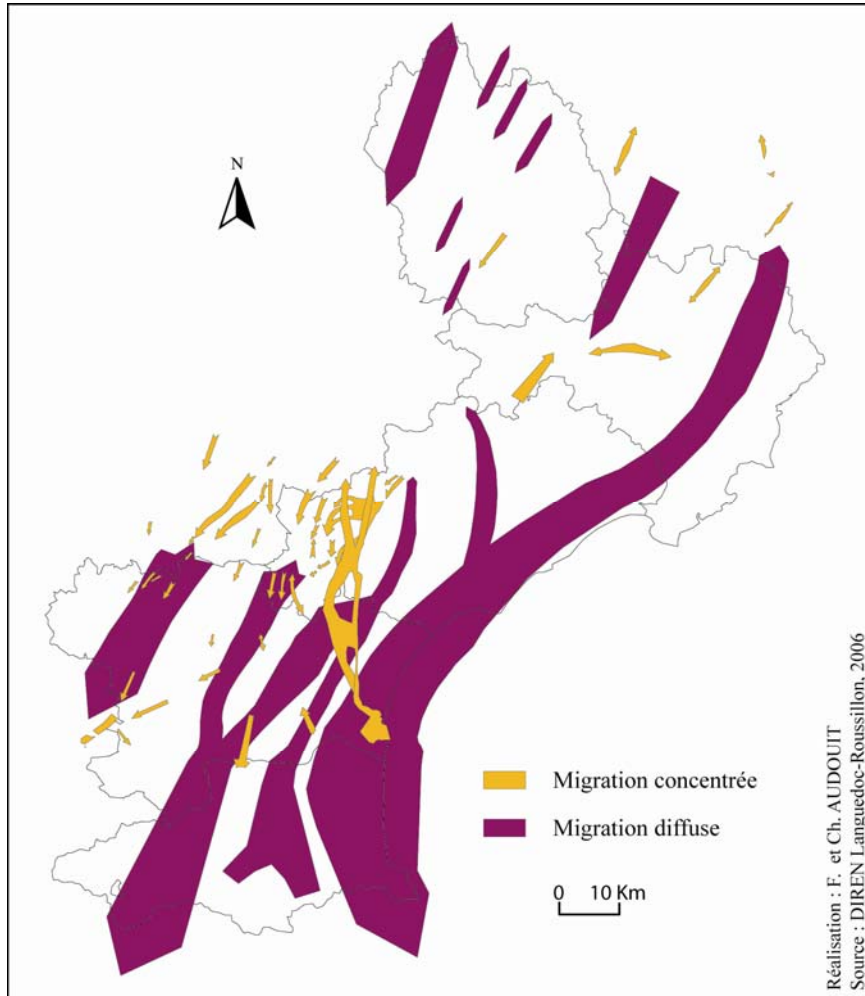 N
Migration concentrée
Migration diffuse
0 10 Km
Réalisation : F. et Ch. AUDOUIT
Source : DIREN Languedoc-Roussillon, 2006